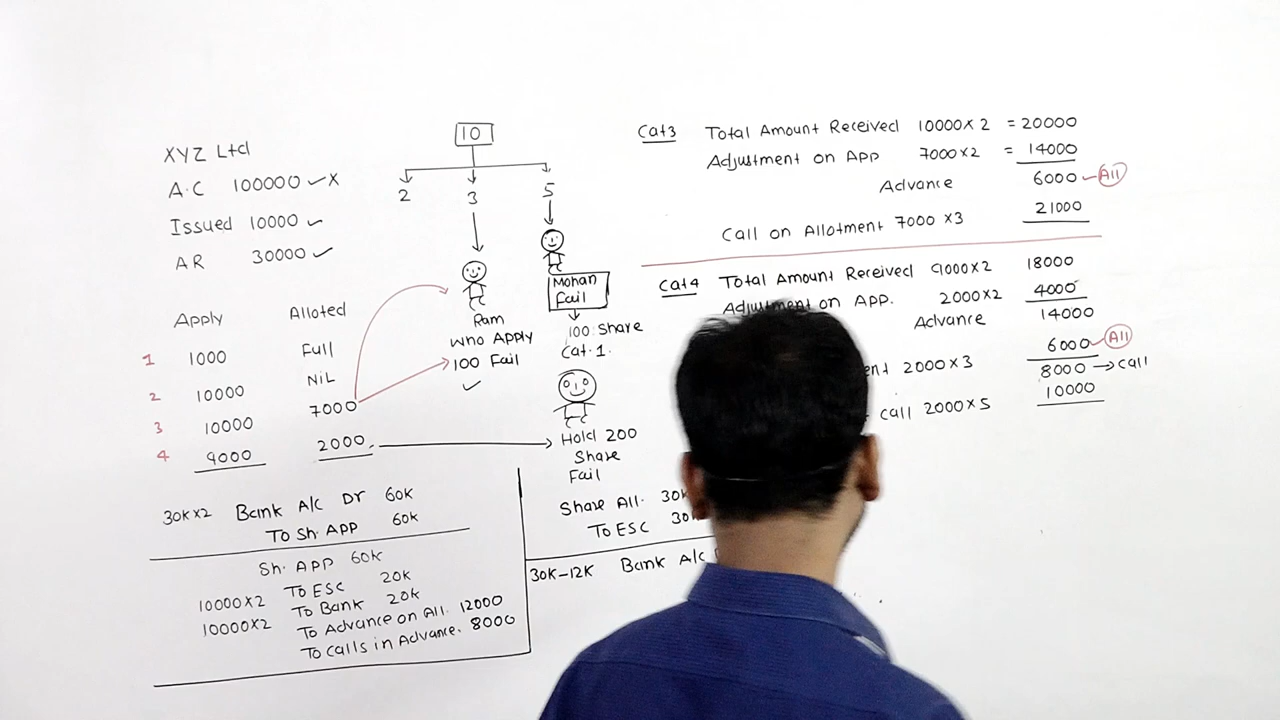 XYZ Ltd
A.C 100000 ✓ X
Issued 10000 ✓
AR 30000 ✓
Apply Alloted
1 1000 Full
2 10000 NiL
3 10000 7000
4 9000 2000
10
2 3 5
Ram
who Apply
100 Fail
✓
Mohan
Fail
100 Share
Cat.1.
Hold 200
Share
Fail
30K×2 Bank A/c Dr 60K
To Sh. APP 60K
Sh. APP 60K
10000×2 To ESC 20K
10000×2 To Bank 20K
To Advance on All. 12000
To Calls in Advance. 8000
Share All. 30K
To ESC 30
30K-12K Bank A/c
Cat3 Total Amount Received 10000×2 = 20000
Adjustment on App 7000×2 = 14000
Advance 6000 All
Call on Allotment 7000 ×3 21000
Cat4 Total Amount Received 9000×2 18000
Adjustment on App. 2000×2 4000
Advance 14000
2000×3 6000 All
8000 → call
call 2000×5 10000